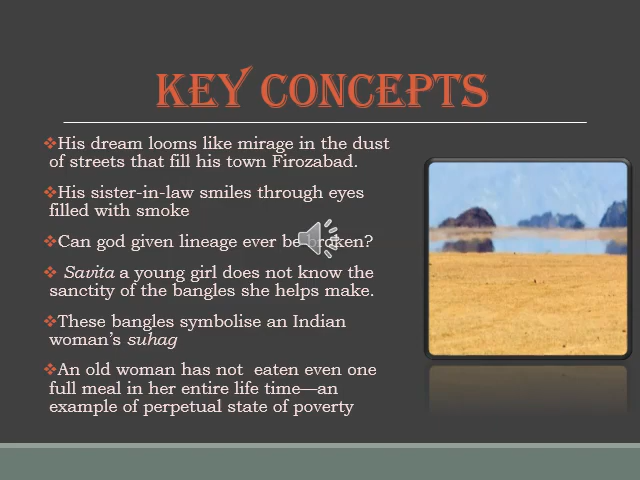 KEY CONCEPTS
❖His dream looms like mirage in the dust
of streets that fill his town Firozabad.
❖His sister-in-law smiles through eyes
filled with smoke
❖Can god given lineage ever be broken?
❖ Savita a young girl does not know the
sanctity of the bangles she helps make.
❖These bangles symbolise an Indian
woman's suhag
❖An old woman has not  eaten even one
full meal in her entire life time—an
example of perpetual state of poverty